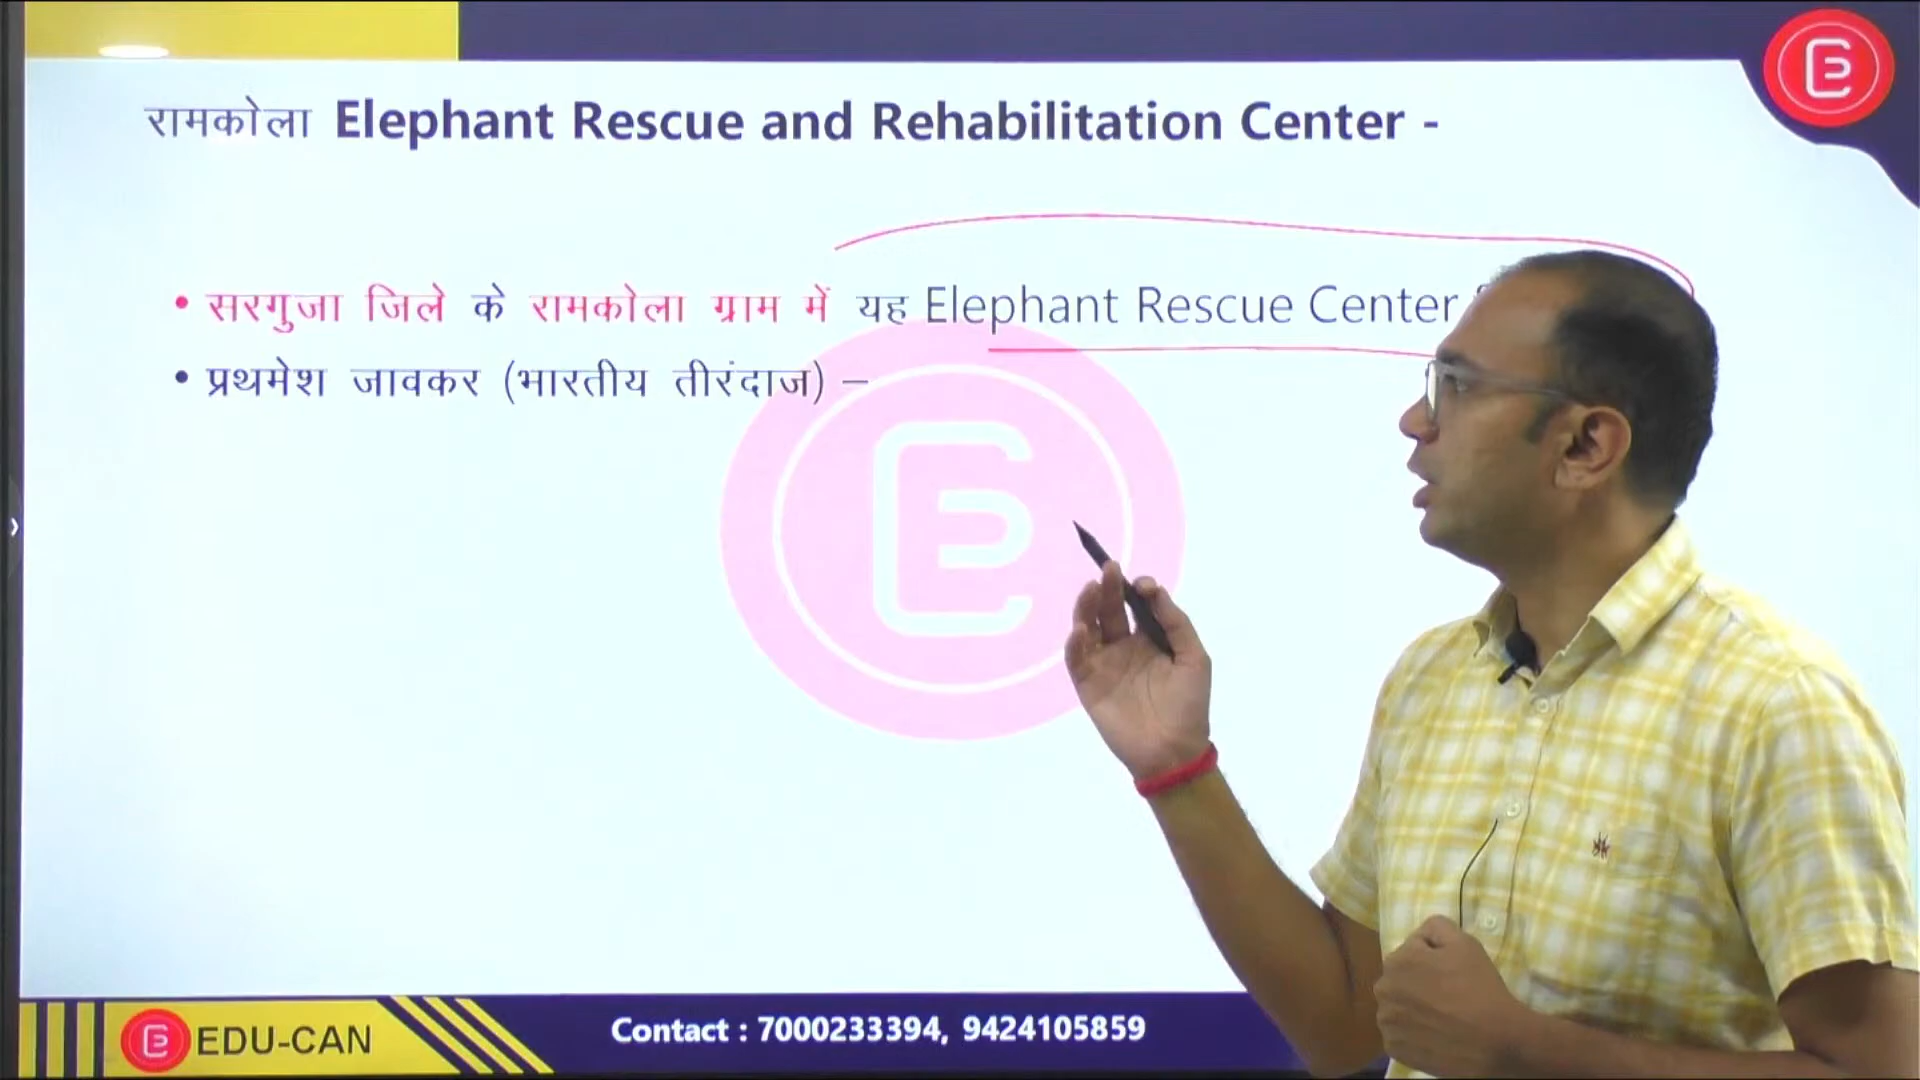 रामकोला Elephant Rescue and Rehabilitation Center -
• सरगुजा जिले के रामकोला ग्राम में यह Elephant Rescue Center
• प्रथमेश जावकर (भारतीय तीरंदाज) –
EDU-CAN
Contact : 7000233394, 9424105859